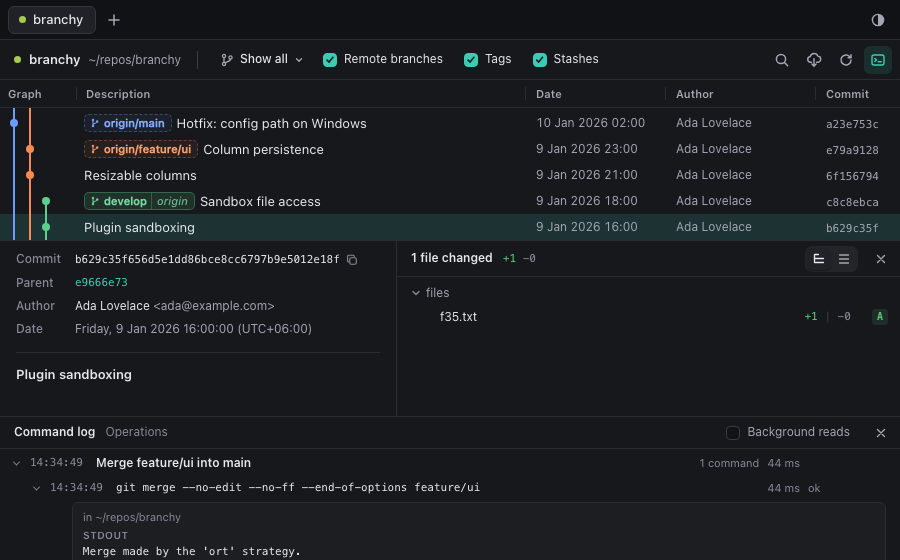 branchy
branchy ~/repos/branchy Show all Remote branches Tags Stashes
Graph Description Date Author Commit
origin/main Hotfix: config path on Windows 10 Jan 2026 02:00 Ada Lovelace a23e753c
origin/feature/ui Column persistence 9 Jan 2026 23:00 Ada Lovelace e79a9128
Resizable columns 9 Jan 2026 21:00 Ada Lovelace 6f156794
develop origin Sandbox file access 9 Jan 2026 18:00 Ada Lovelace c8c8ebca
Plugin sandboxing 9 Jan 2026 16:00 Ada Lovelace b629c35f
Commit b629c35f656d5e1dd86bce8cc6797b9e5012e18f
Parent e9666e73
Author Ada Lovelace <ada@example.com>
Date Friday, 9 Jan 2026 16:00:00 (UTC+06:00)
Plugin sandboxing
1 file changed +1 −0
files
f35.txt +1 | −0 A
Command log Operations Background reads
14:34:49 Merge feature/ui into main 1 command 44 ms
14:34:49 git merge --no-edit --no-ff --end-of-options feature/ui 44 ms ok
in ~/repos/branchy
STDOUT
Merge made by the 'ort' strategy.